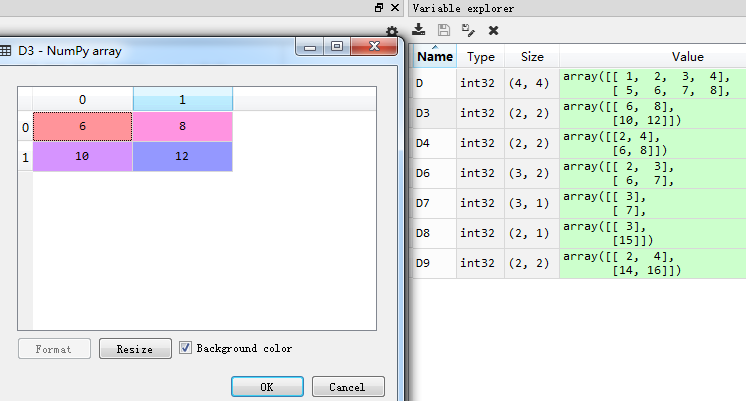 Variable explorer
D3 - NumPy array
0 1
0 6 8
1 10 12
Format Resize Background color
OK Cancel
Name Type Size Value
D int32 (4, 4) array([[ 1, 2, 3, 4],
[ 5, 6, 7, 8],
D3 int32 (2, 2) array([[ 6, 8],
[10, 12]])
D4 int32 (2, 2) array([[2, 4],
[6, 8]])
D6 int32 (3, 2) array([[ 2, 3],
[ 6, 7],
D7 int32 (3, 1) array([[ 3],
[ 7],
D8 int32 (2, 1) array([[ 3],
[15]])
D9 int32 (2, 2) array([[ 2, 4],
[14, 16]])